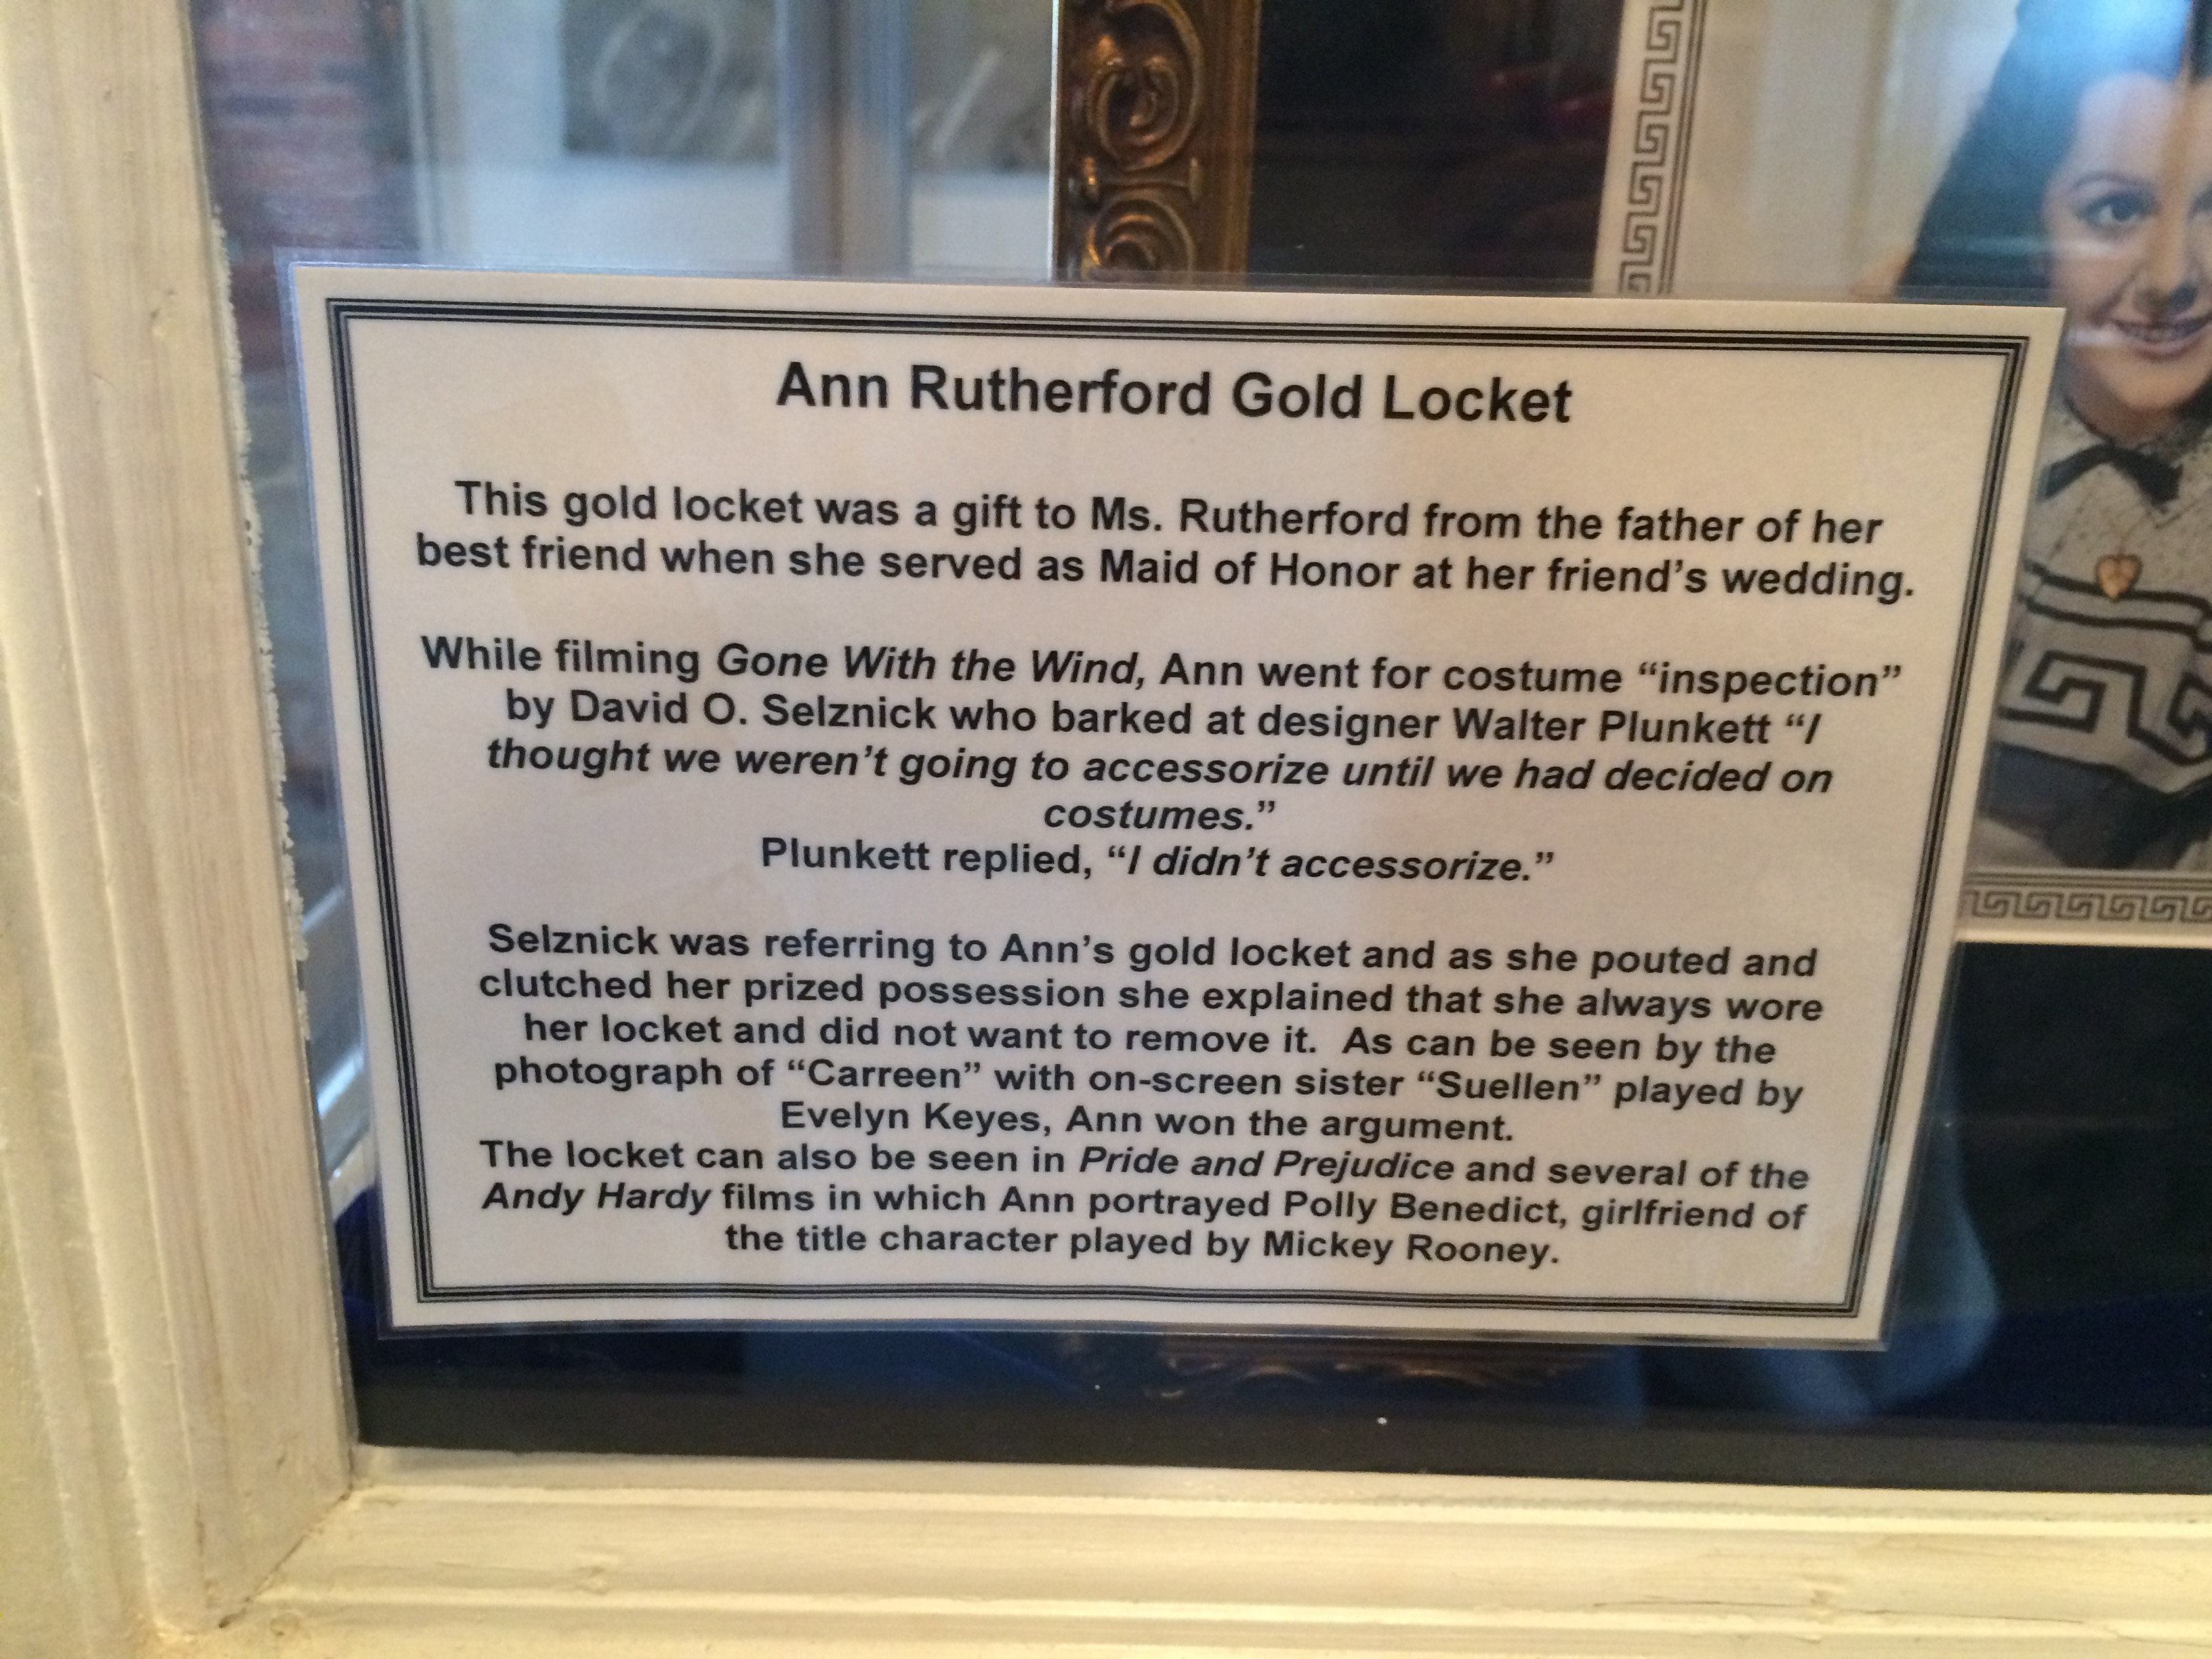 Ann Rutherford Gold Locket
This gold locket was a gift to Ms. Rutherford from the father of her
best friend when she served as Maid of Honor at her friend's wedding.
While filming Gone With the Wind, Ann went for costume “inspection”
by David O. Selznick who barked at designer Walter Plunkett “I
thought we weren't going to accessorize until we had decided on
costumes.”
Plunkett replied, “I didn't accessorize.”
Selznick was referring to Ann's gold locket and as she pouted and
clutched her prized possession she explained that she always wore
her locket and did not want to remove it. As can be seen by the
photograph of “Carreen” with on-screen sister “Suellen” played by
Evelyn Keyes, Ann won the argument.
The locket can also be seen in Pride and Prejudice and several of the
Andy Hardy films in which Ann portrayed Polly Benedict, girlfriend of
the title character played by Mickey Rooney.